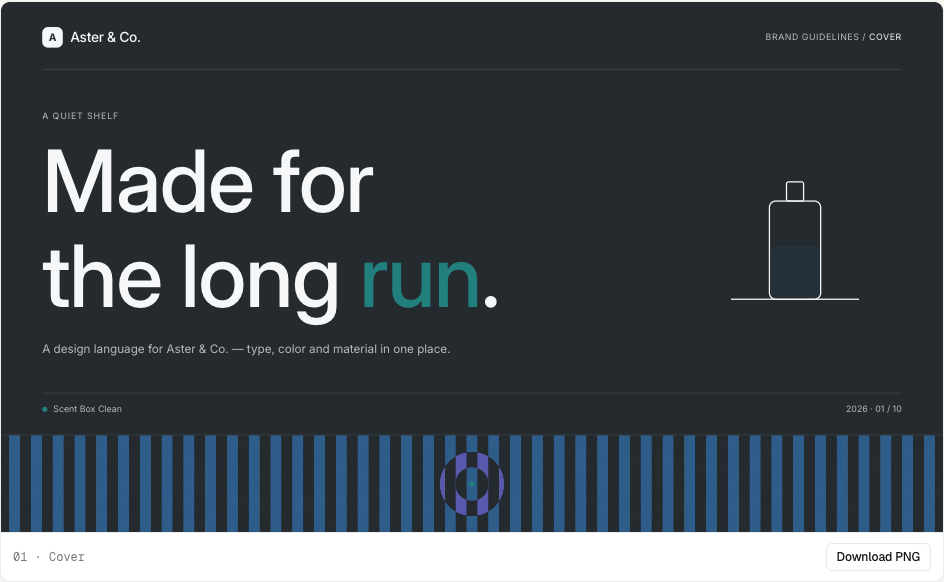 A Aster & Co.
BRAND GUIDELINES / COVER
A QUIET SHELF
Made for
the long run.
A design language for Aster & Co. — type, color and material in one place.
Scent Box Clean
2026 · 01 / 10
01 · Cover
Download PNG